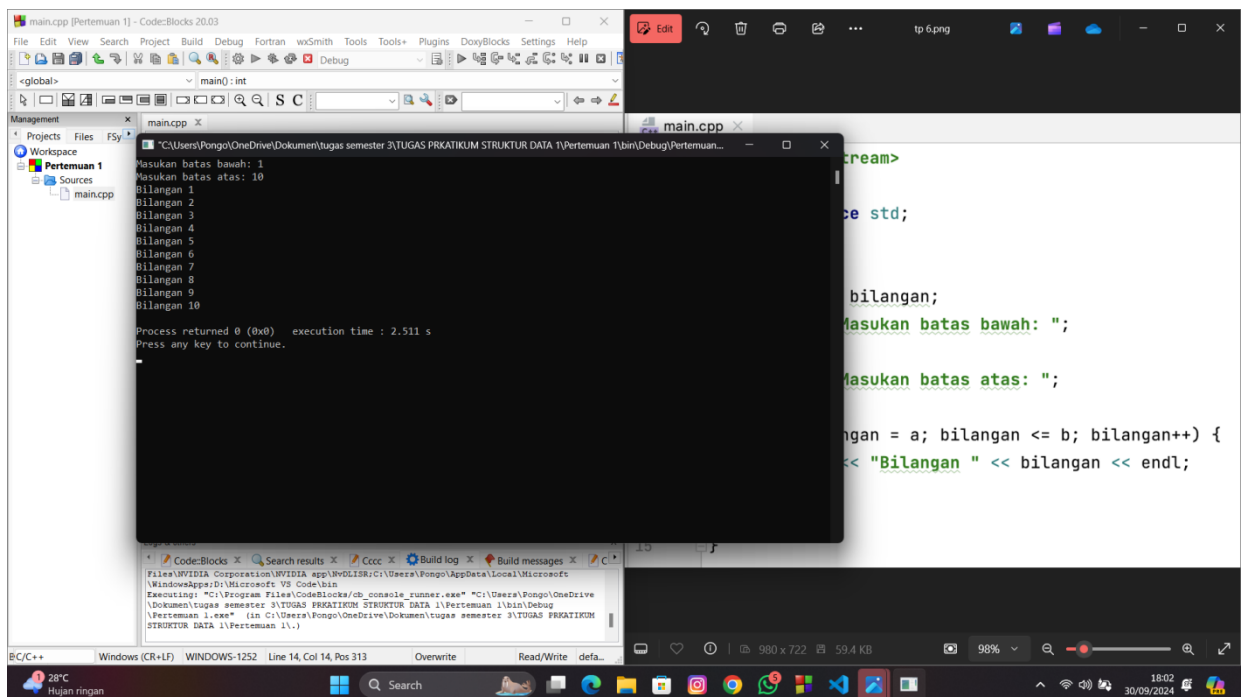 main.cpp [Pertemuan 1] - Code::Blocks 20.03
File Edit View Search Project Build Debug Fortran wxSmith Tools Tools+ Plugins DoxyBlocks Settings Help
Debug
<global>
main() : int
S C
Management
Projects Files FSy
Workspace
Pertemuan 1
Sources
main.cpp
main.cpp
"C:\Users\Pongo\OneDrive\Dokumen\tugas semester 3\TUGAS PRKATIKUM STRUKTUR DATA 1\Pertemuan 1\bin\Debug\Pertemuan...
Masukan batas bawah: 1
Masukan batas atas: 10
Bilangan 1
Bilangan 2
Bilangan 3
Bilangan 4
Bilangan 5
Bilangan 6
Bilangan 7
Bilangan 8
Bilangan 9
Bilangan 10
Process returned 0 (0x0) execution time : 2.511 s
Press any key to continue.
Code::Blocks Search results Cccc Build log Build messages C
Files\NVIDIA Corporation\NVIDIA app\NvDLISR;C:\Users\Pongo\AppData\Local\Microsoft
\WindowsApps;D:\Microsoft VS Code\bin
Executing: "C:\Program Files\CodeBlocks/cb_console_runner.exe" "C:\Users\Pongo\OneDrive
\Dokumen\tugas semester 3\TUGAS PRKATIKUM STRUKTUR DATA 1\Pertemuan 1\bin\Debug
\Pertemuan 1.exe" (in C:\Users\Pongo\OneDrive\Dokumen\tugas semester 3\TUGAS PRKATIKUM
STRUKTUR DATA 1\Pertemuan 1\.)
C/C++ Windows (CR+LF) WINDOWS-1252 Line 14, Col 14, Pos 313 Overwrite Read/Write defa...
Edit
tp 6.png
main.cpp
tream>
ce std;
bilangan;
Masukan batas bawah: ";
Masukan batas atas: ";
ngan = a; bilangan <= b; bilangan++) {
<< "Bilangan " << bilangan << endl;
15 }
980 x 722 59.4 KB 98%
1
28°C
Hujan ringan
Search
5
18:02
30/09/2024